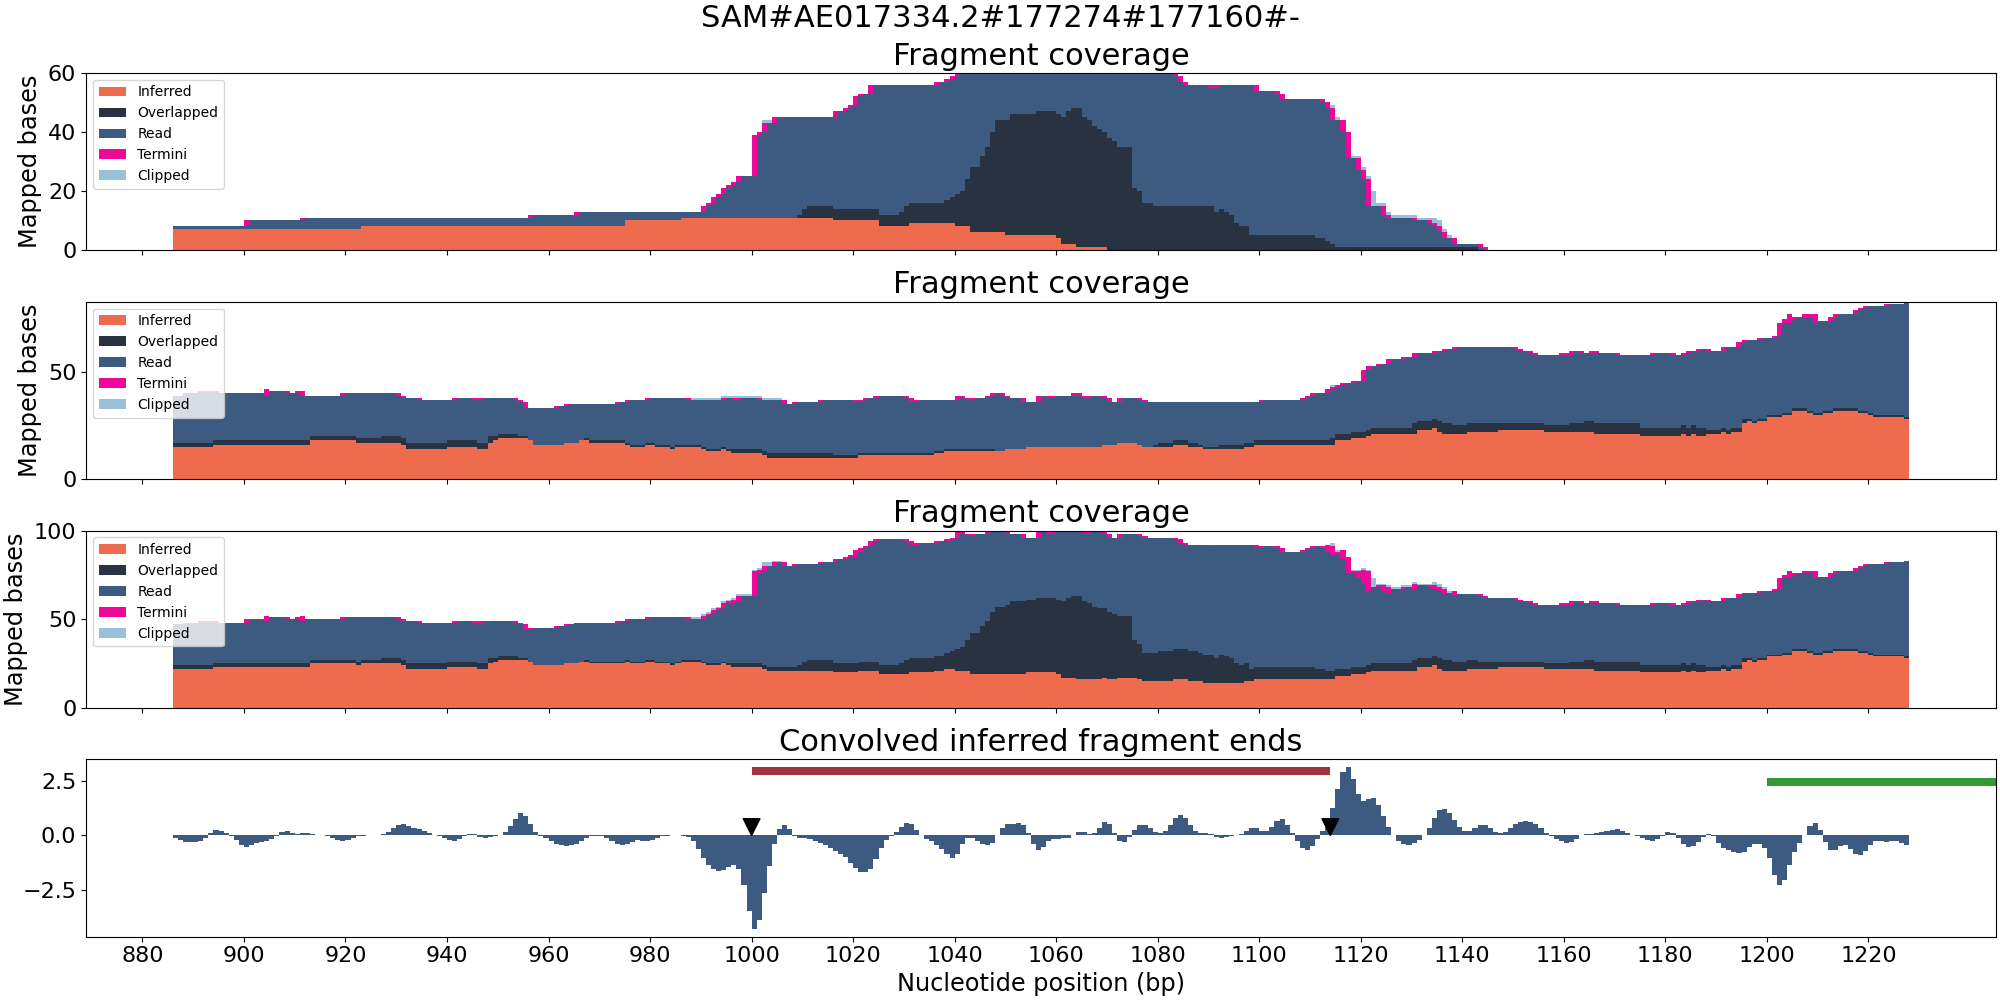 SAM#AE017334.2#177274#177160#-
Fragment coverage
Mapped bases
60
40
20
0
Inferred
Overlapped
Read
Termini
Clipped
Fragment coverage
Mapped bases
50
0
Inferred
Overlapped
Read
Termini
Clipped
Fragment coverage
Mapped bases
100
50
0
Inferred
Overlapped
Read
Termini
Clipped
Convolved inferred fragment ends
2.5
0.0
−2.5
880 900 920 940 960 980 1000 1020 1040 1060 1080 1100 1120 1140 1160 1180 1200 1220
Nucleotide position (bp)